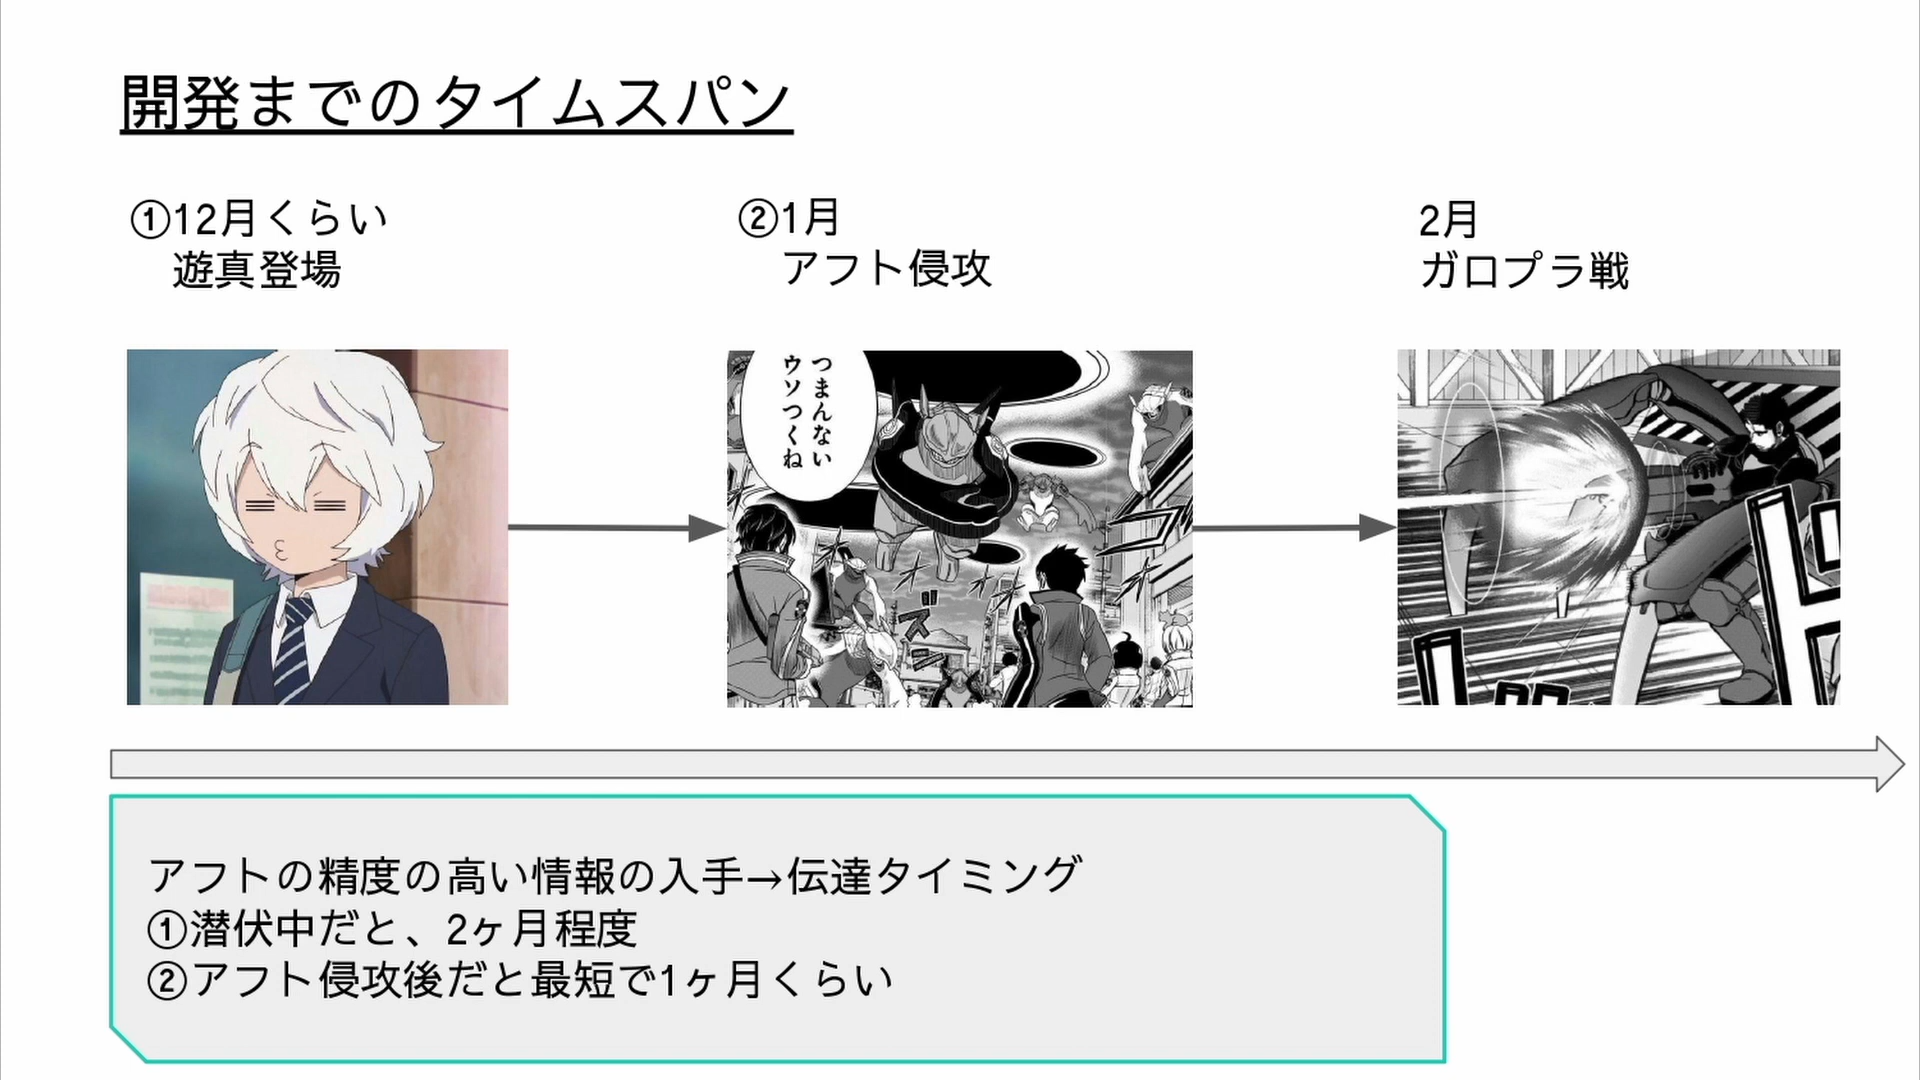 開発までのタイムスパン
①12月くらい
遊真登場
②1月
アフト侵攻
2月
ガロプラ戦
つまんない
ウソつくね
ズ
アフトの精度の高い情報の入手→伝達タイミング
①潜伏中だと、2ヶ月程度
②アフト侵攻後だと最短で1ヶ月くらい